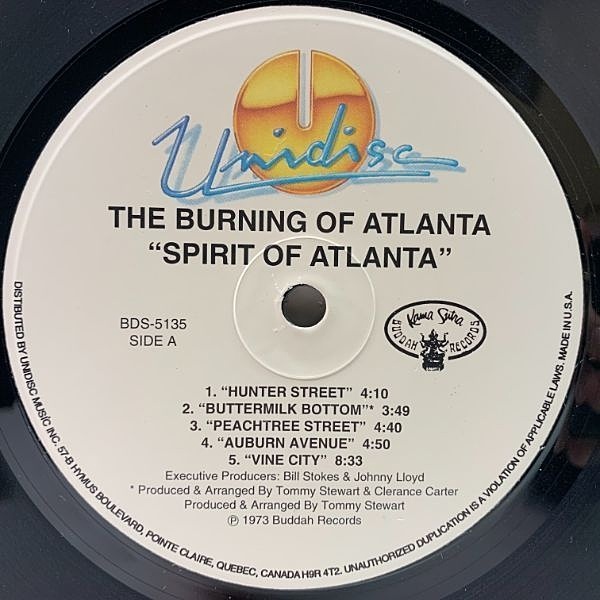 Unidisc
THE BURNING OF ATLANTA
“SPIRIT OF ATLANTA”
BDS-5135
SIDE A
Kama Sutra
BUDDAH RECORDS
1. “HUNTER STREET” 4:10
2. “BUTTERMILK BOTTOM”* 3:49
3. “PEACHTREE STREET” 4:40
4. “AUBURN AVENUE” 4:50
5. “VINE CITY” 8:33
Executive Producers: Bill Stokes & Johnny Lloyd
* Produced & Arranged By Tommy Stewart & Clerance Carter
Produced & Arranged By Tommy Stewart
℗ 1973 Buddah Records
DISTIBUTED BY UNIDISC MUSIC INC. 57-B HYMUS BOULEVARD, POINTE CLAIRE, QUEBEC, CANADA H9R 4T2. UNAUTHORIZED DUPLICATION IS A VIOLATION OF APPLICABLE LAWS. MADE IN U.S.A.